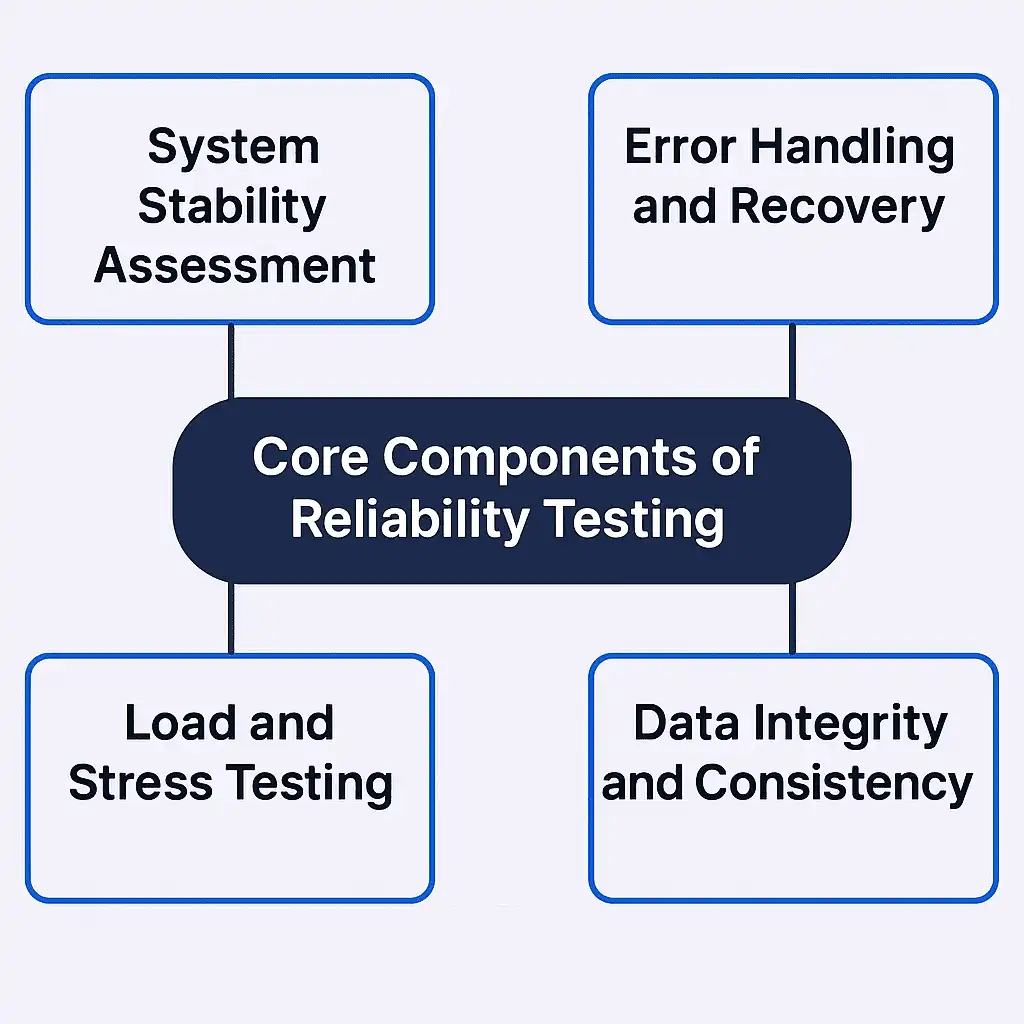 System
Stability
Assessment
Error Handling
and Recovery
Core Components of
Reliability Testing
Load and
Stress Testing
Data Integrity
and Consistency